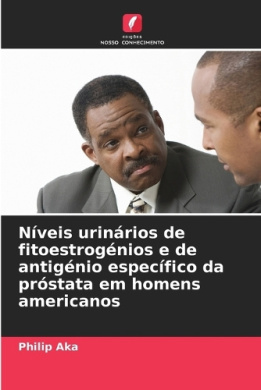 edições
NOSSO CONHECIMENTO
Níveis urinários de
fitoestrogénios e de
antigénio específico da
próstata em homens
americanos
Philip Aka